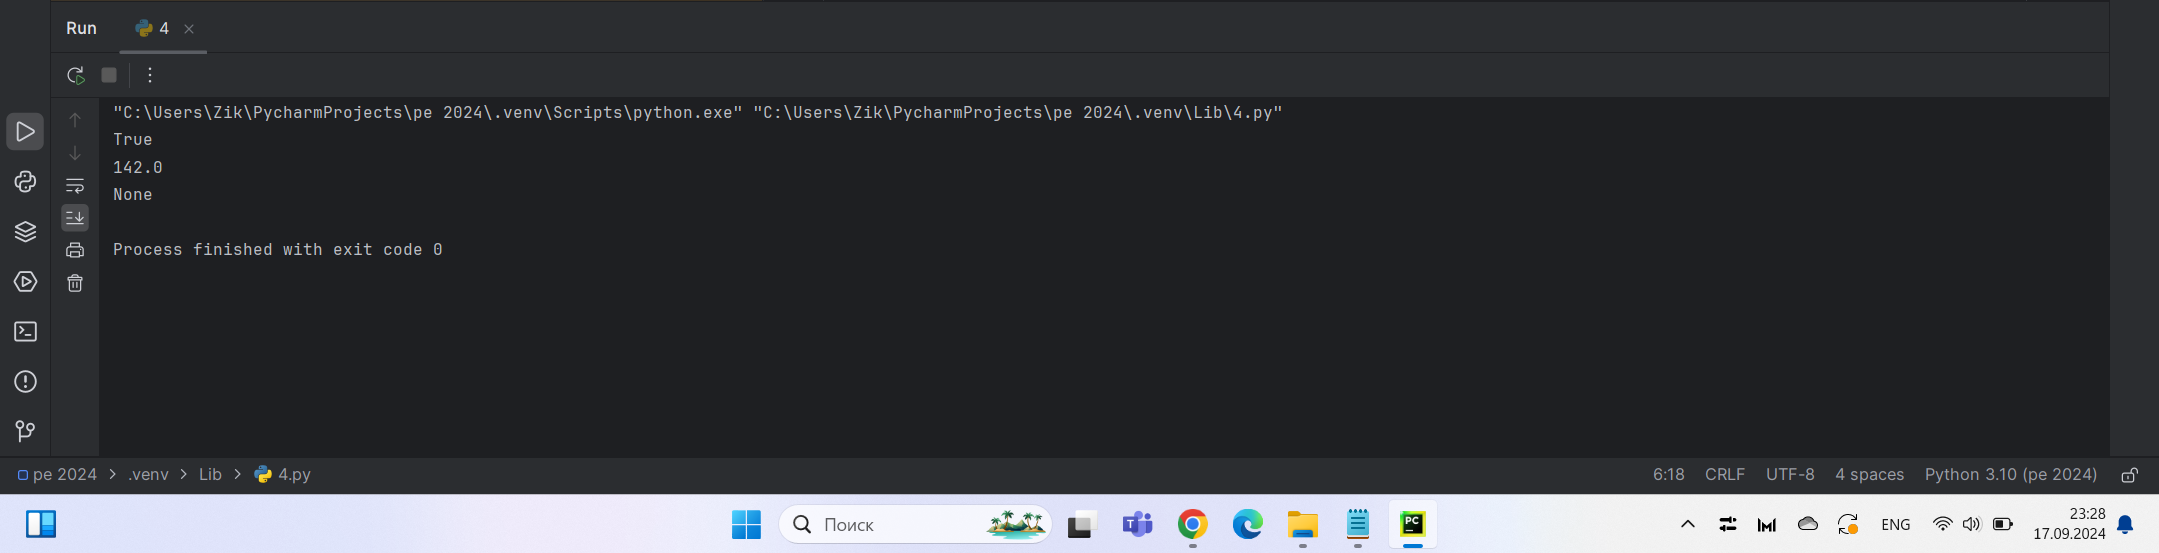 Run 4
"C:\Users\Zik\PycharmProjects\pe 2024\.venv\Scripts\python.exe" "C:\Users\Zik\PycharmProjects\pe 2024\.venv\Lib\4.py"
True
142.0
None
Process finished with exit code 0
pe 2024 > .venv > Lib > 4.py 6:18 CRLF UTF-8 4 spaces Python 3.10 (pe 2024)
Поиск ENG 23:28
17.09.2024